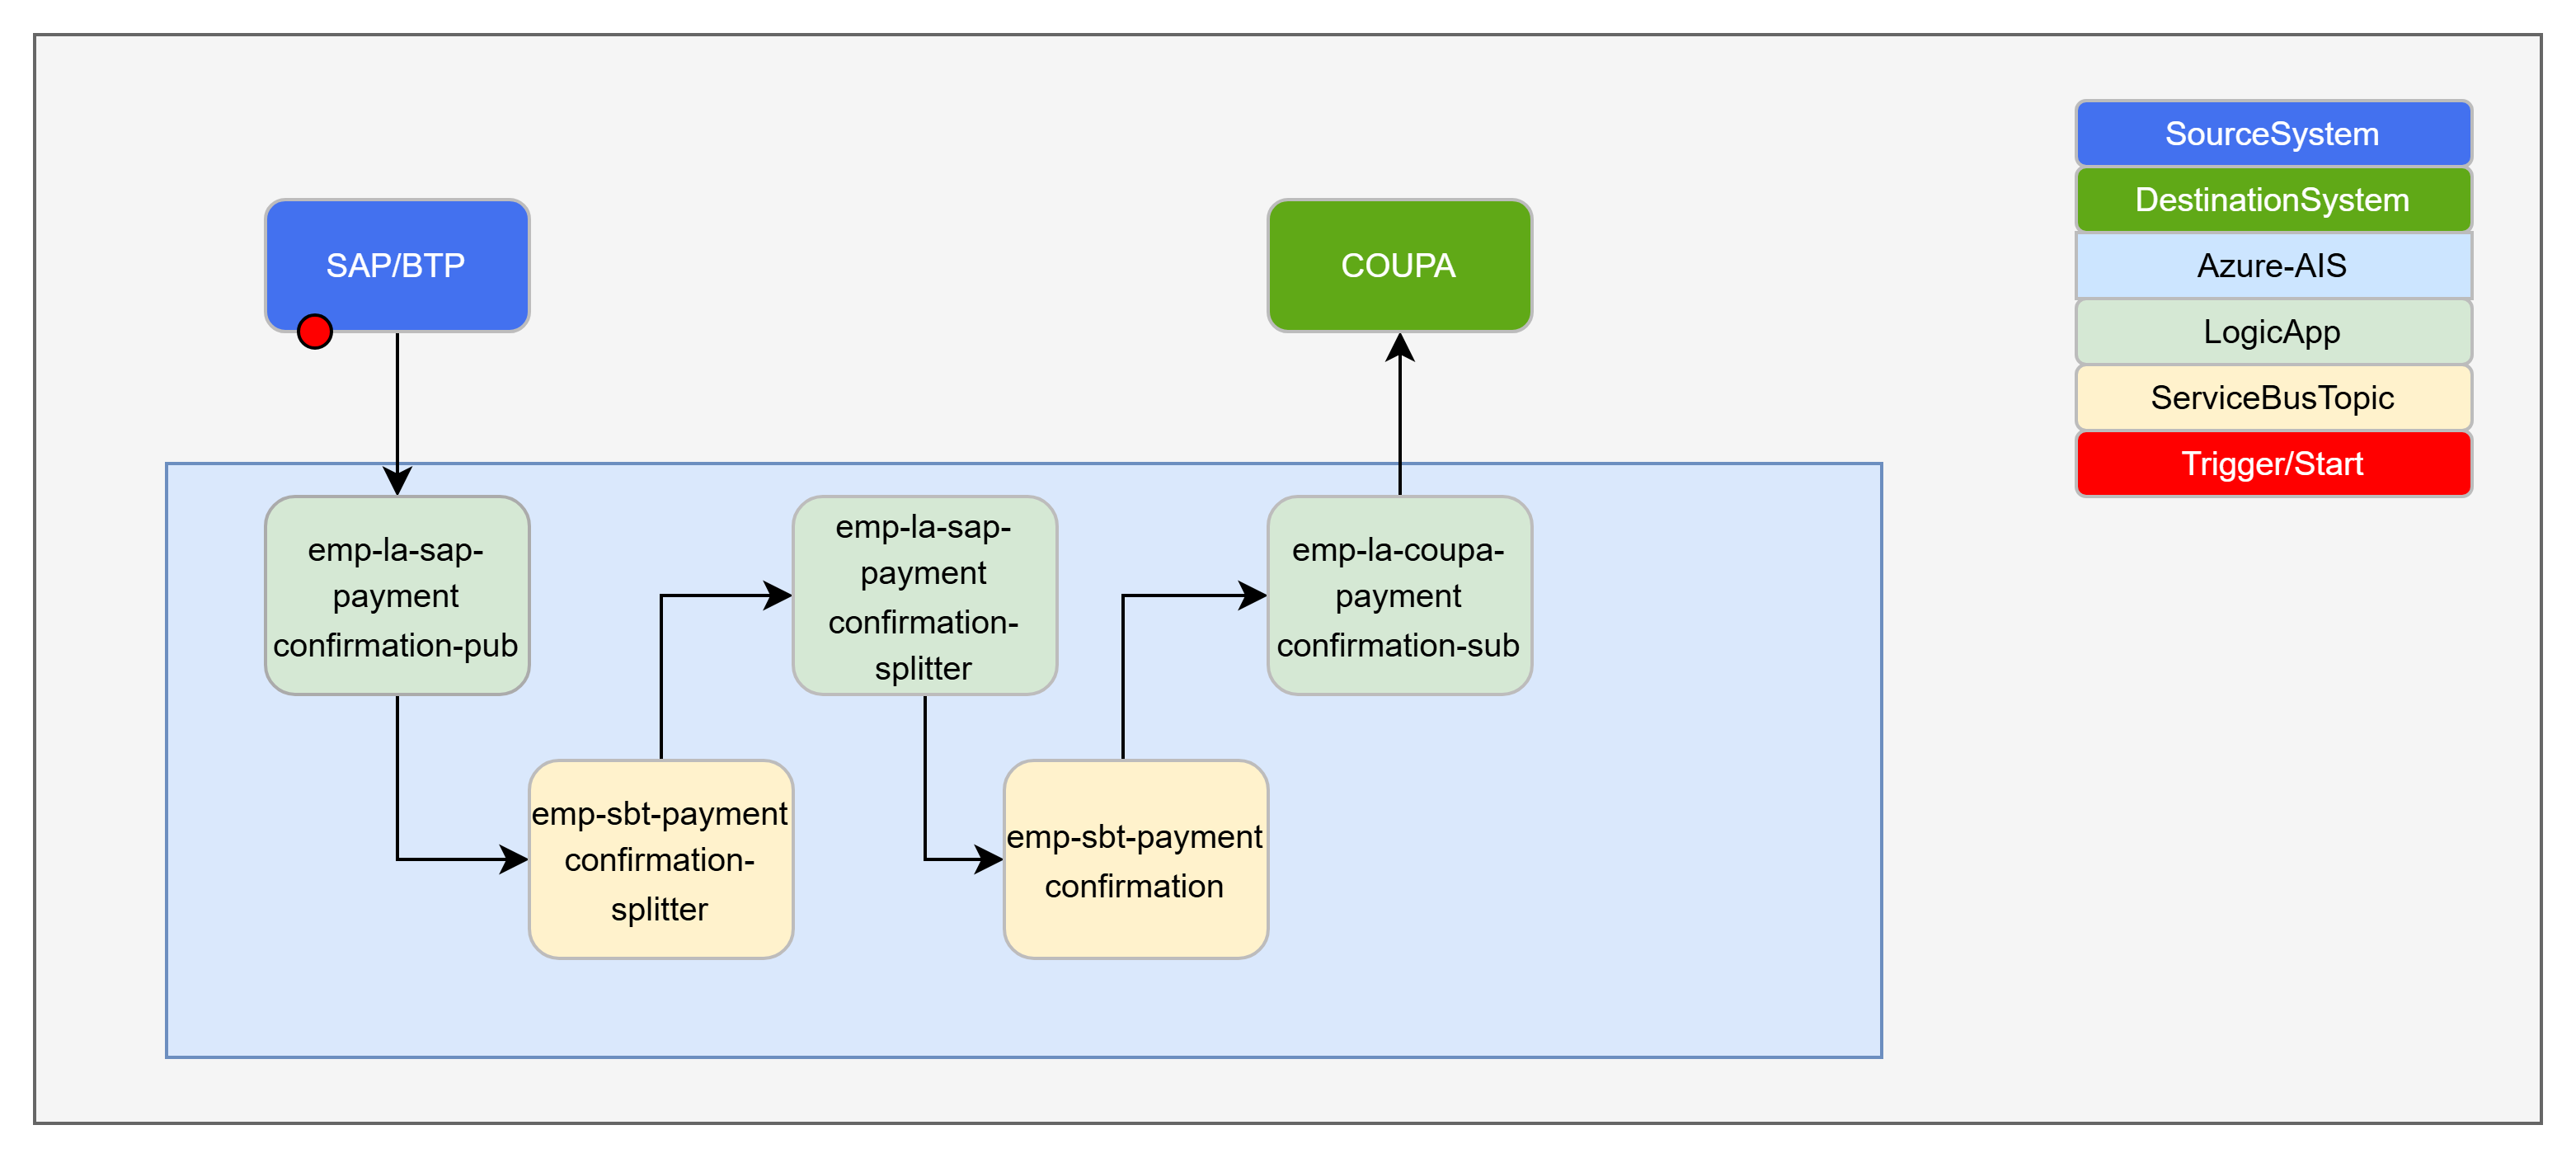 SAP/BTP
COUPA
SourceSystem
DestinationSystem
Azure-AIS
LogicApp
ServiceBusTopic
Trigger/Start
emp-la-sap-
payment
confirmation-pub
emp-la-sap-
payment
confirmation-
splitter
emp-la-coupa-
payment
confirmation-sub
emp-sbt-payment
confirmation-
splitter
emp-sbt-payment
confirmation